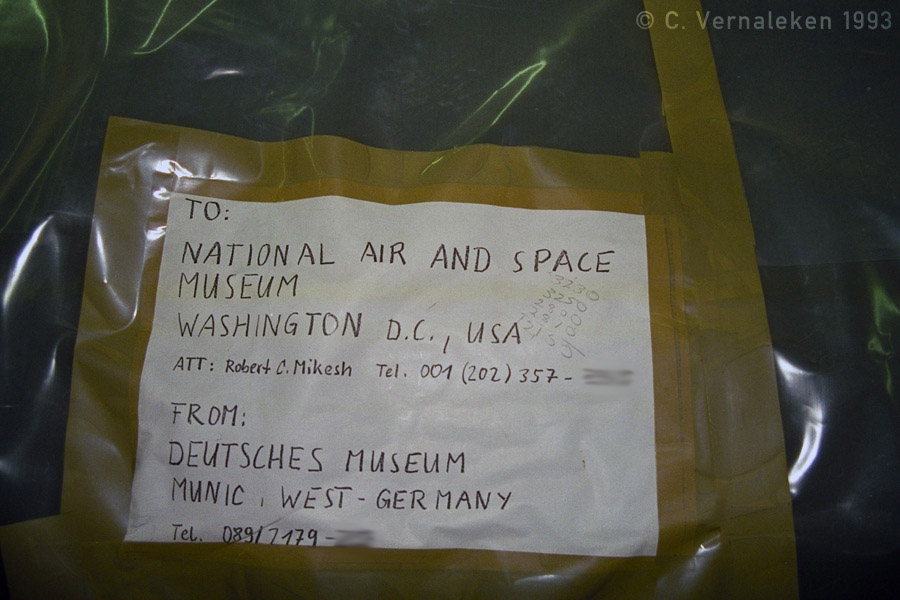 © C. Vernaleken 1993
TO:
NATIONAL AIR AND SPACE
MUSEUM
WASHINGTON D.C., USA
ATT: Robert C. Mikesh Tel. 001 (202) 357-
FROM:
DEUTSCHES MUSEUM
MUNIC, WEST-GERMANY
Tel. 089/7179-